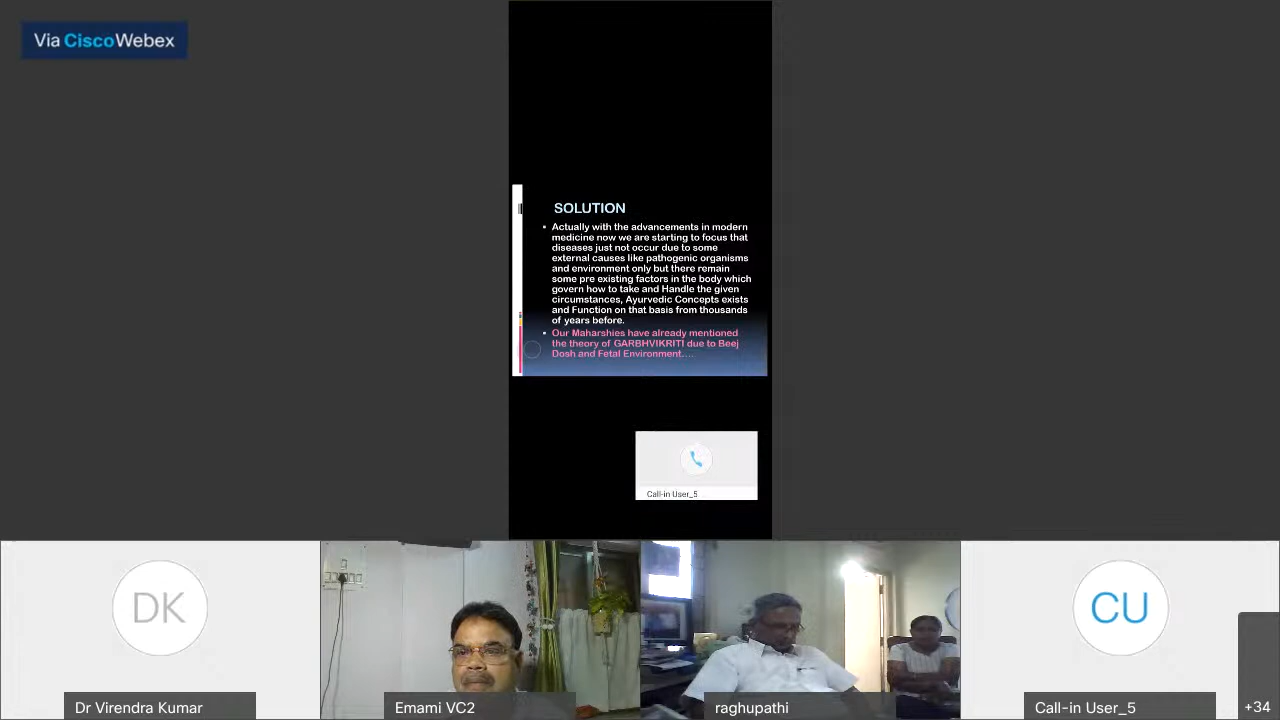 Via CiscoWebex
SOLUTION
• Actually with the advancements in modern
medicine now we are starting to focus that
diseases just not occur due to some
external causes like pathogenic organisms
and environment only but there remain
some pre existing factors in the body which
govern how to take and Handle the given
circumstances, Ayurvedic Concepts exists
and Function on that basis from thousands
of years before.
• Our Maharshies have already mentioned
the theory of GARBHVIKRITI due to Beej
Dosh and Fetal Environment....
Call-in User_5
DK
CU
Dr Virendra Kumar
Emami VC2
raghupathi
Call-in User_5
+34